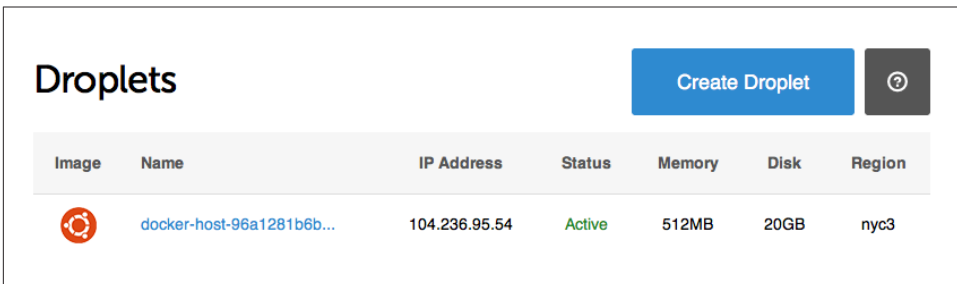 Droplets
Create Droplet
Image Name IP Address Status Memory Disk Region
docker-host-96a1281b6b... 104.236.95.54 Active 512MB 20GB nyc3